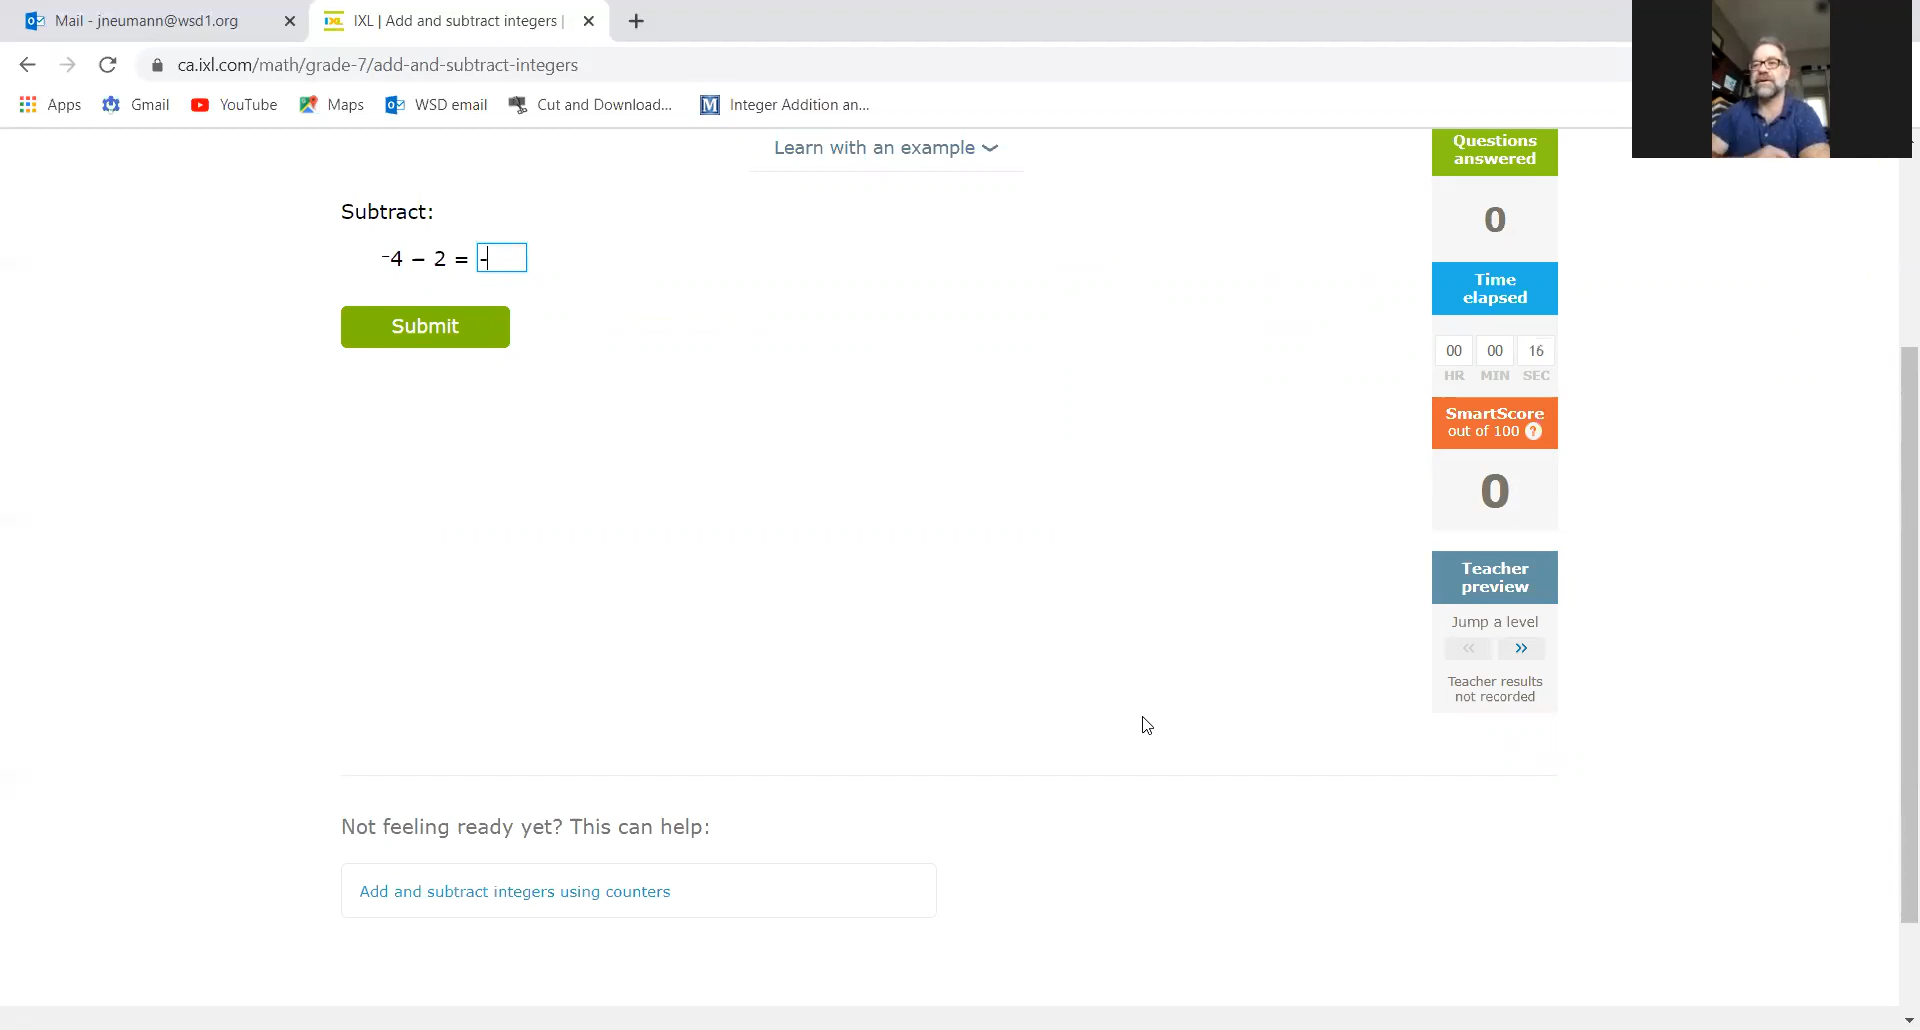 Mail - jneumann@wsd1.org
IXL | Add and subtract integers |
ca.ixl.com/math/grade-7/add-and-subtract-integers
Apps
Gmail
YouTube
Maps
WSD email
Cut and Download...
M Integer Addition an...
Learn with an example
Subtract:
⁻4 − 2 = -
Submit
Questions
answered
0
Time
elapsed
00 00 16
HR MIN SEC
SmartScore
out of 100 ?
0
Teacher
preview
Jump a level
« »
Teacher results
not recorded
Not feeling ready yet? This can help:
Add and subtract integers using counters